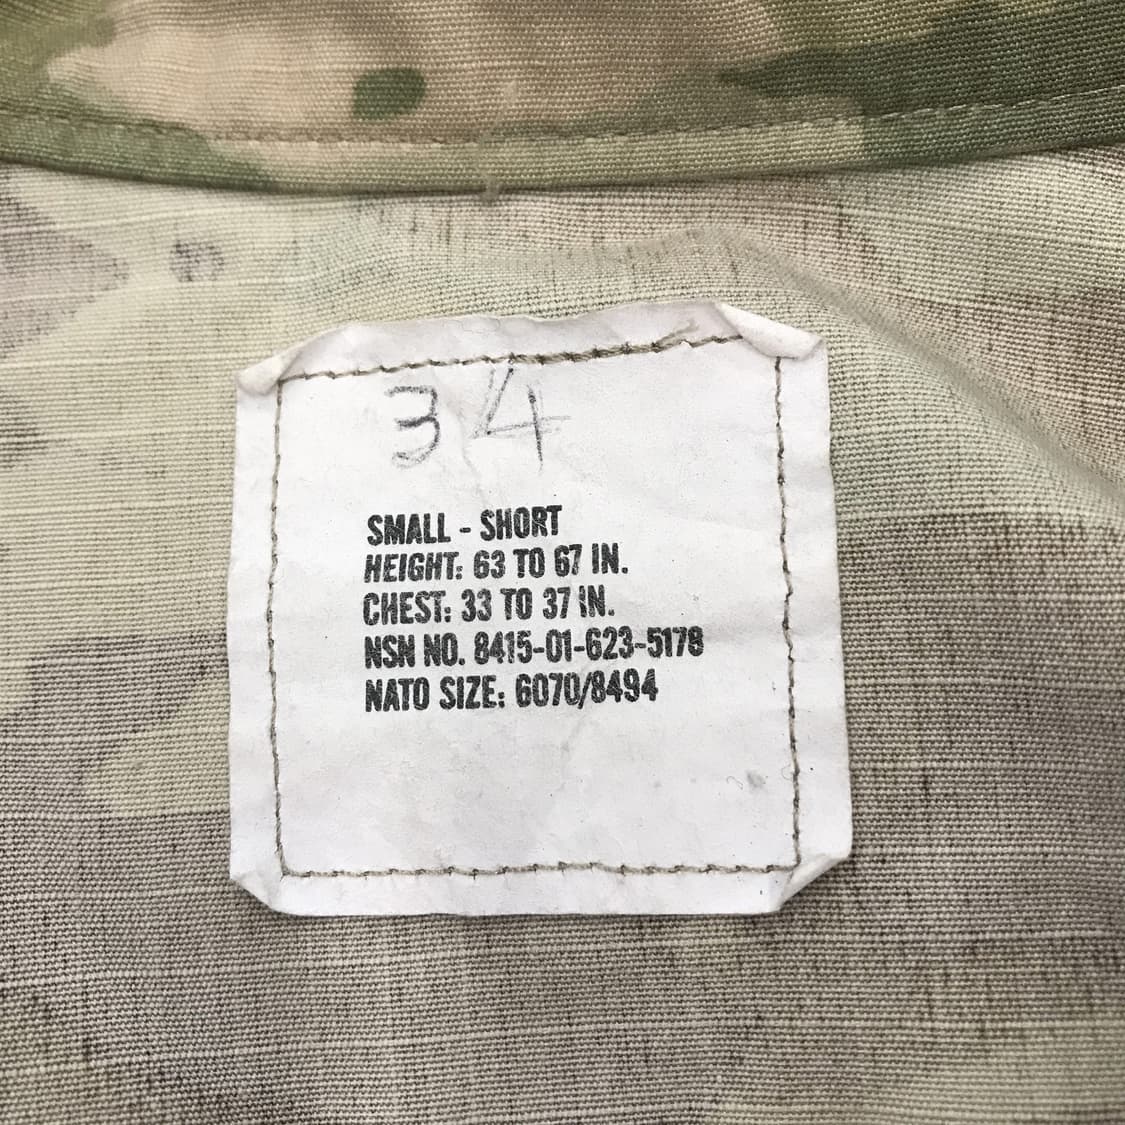 34
SMALL - SHORT
HEIGHT: 63 TO 67 IN.
CHEST: 33 TO 37 IN.
NSN NO. 8415-01-623-5178
NATO SIZE: 6070/8494